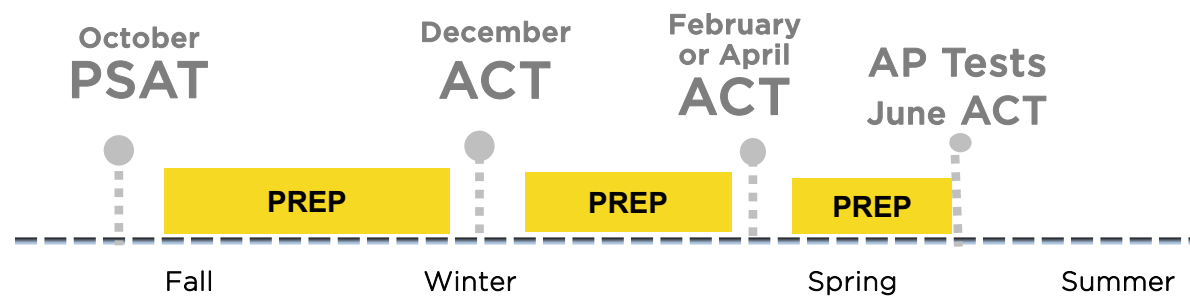 October
PSAT
December
ACT
February
or April
ACT
AP Tests
June ACT
PREP
PREP
PREP
Fall
Winter
Spring
Summer